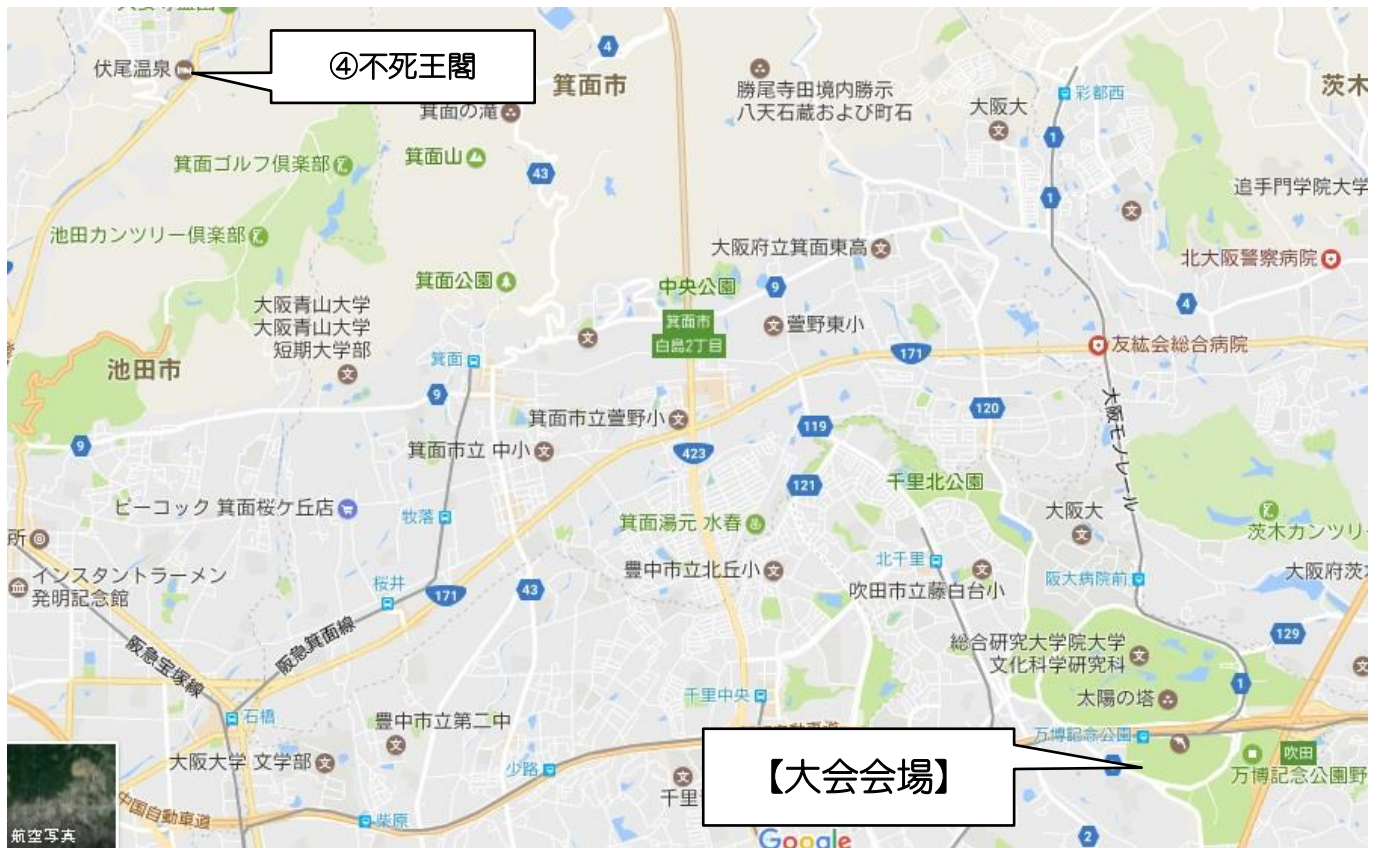 伏尾温泉
④不死王閣
箕面市
4
勝尾寺田境内勝示
八天石蔵および町石
大阪大
彩都西
茨木
箕面の滝
1
箕面ゴルフ倶楽部
箕面山
43
追手門学院大学
1
池田カンツリー倶楽部
大阪府立箕面東高
北大阪警察病院
箕面公園
中央公園
9
4
大阪青山大学
大阪青山大学
短期大学部
箕面市
白島2丁目
萱野東小
池田市
箕面
171
友紘会総合病院
9
大阪モノレール
箕面市立萱野小
119
120
9
箕面市立 中小
423
121
千里北公園
ピーコック 箕面桜ケ丘店
牧落
箕面湯元 水春
大阪大
茨木カンツリー
所
インスタントラーメン
発明記念館
桜井
171
43
豊中市立北丘小
北千里
吹田市立藤白台小
阪大病院前
大阪府茨
阪急宝塚線
阪急箕面線
総合研究大学院大学
文化科学研究科
129
千里中央
太陽の塔
1
石橋
豊中市立第二中
自動車道
万博記念公園
大阪大学 文学部
少路
【大会会場】
吹田
万博記念公園野
千里
中国自動車道
柴原
航空写真
Google
2